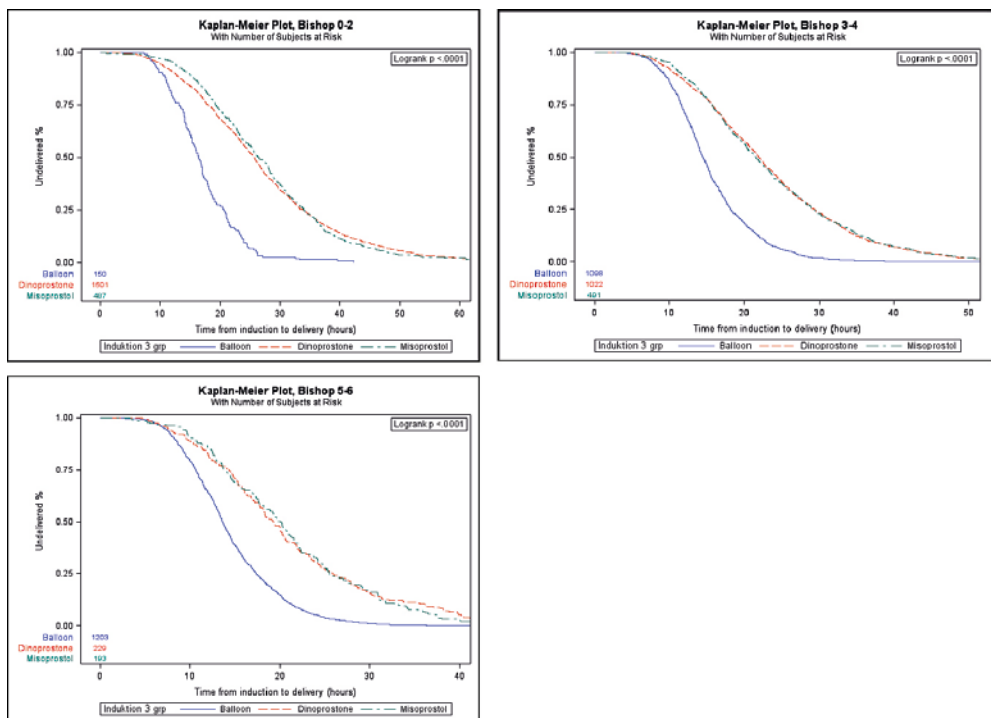 Kaplan-Meier Plot, Bishop 0-2
With Number of Subjects at Risk
Logrank p <.0001
1.00
0.75
0.50
0.25
0.00
Undelivered %
Balloon 150
Dinoprostone 1601
Misoprostol 487
0 10 20 30 40 50 60
Time from induction to delivery (hours)
Induktion 3 grp Balloon Dinoprostone Misoprostol
Kaplan-Meier Plot, Bishop 3-4
With Number of Subjects at Risk
Logrank p <.0001
1.00
0.75
0.50
0.25
0.00
Undelivered %
Balloon 1098
Dinoprostone 1022
Misoprostol 491
0 10 20 30 40 50
Time from induction to delivery (hours)
Induktion 3 grp Balloon Dinoprostone Misoprostol
Kaplan-Meier Plot, Bishop 5-6
With Number of Subjects at Risk
Logrank p <.0001
1.00
0.75
0.50
0.25
0.00
Undelivered %
Balloon 1203
Dinoprostone 229
Misoprostol 193
0 10 20 30 40
Time from induction to delivery (hours)
Induktion 3 grp Balloon Dinoprostone Misoprostol